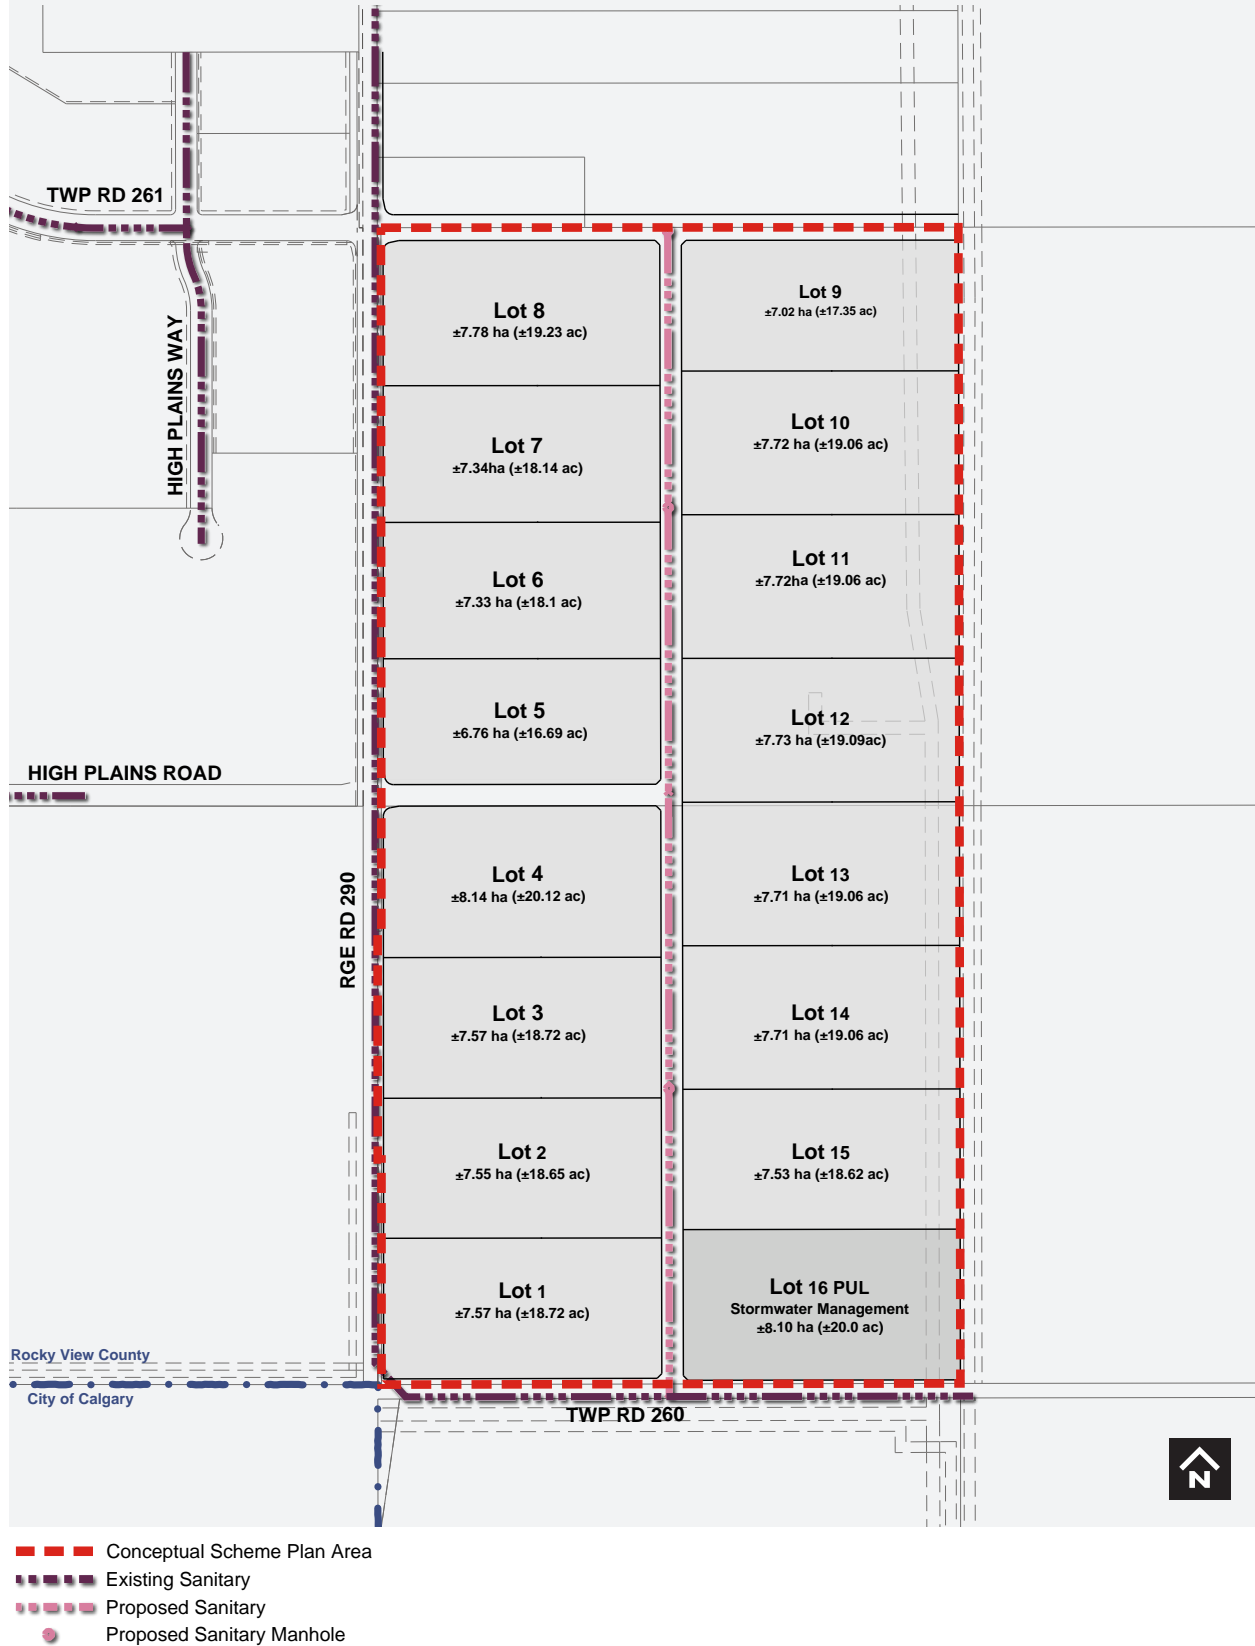 TWP RD 261
HIGH PLAINS WAY
HIGH PLAINS ROAD
RGE RD 290
Lot 8
±7.78 ha (±19.23 ac)
Lot 9
±7.02 ha (±17.35 ac)
Lot 7
±7.34ha (±18.14 ac)
Lot 10
±7.72 ha (±19.06 ac)
Lot 6
±7.33 ha (±18.1 ac)
Lot 11
±7.72ha (±19.06 ac)
Lot 5
±6.76 ha (±16.69 ac)
Lot 12
±7.73 ha (±19.09ac)
Lot 4
±8.14 ha (±20.12 ac)
Lot 13
±7.71 ha (±19.06 ac)
Lot 3
±7.57 ha (±18.72 ac)
Lot 14
±7.71 ha (±19.06 ac)
Lot 2
±7.55 ha (±18.65 ac)
Lot 15
±7.53 ha (±18.62 ac)
Lot 1
±7.57 ha (±18.72 ac)
Lot 16 PUL
Stormwater Management
±8.10 ha (±20.0 ac)
Rocky View County
City of Calgary
TWP RD 260
N
Conceptual Scheme Plan Area
Existing Sanitary
Proposed Sanitary
Proposed Sanitary Manhole